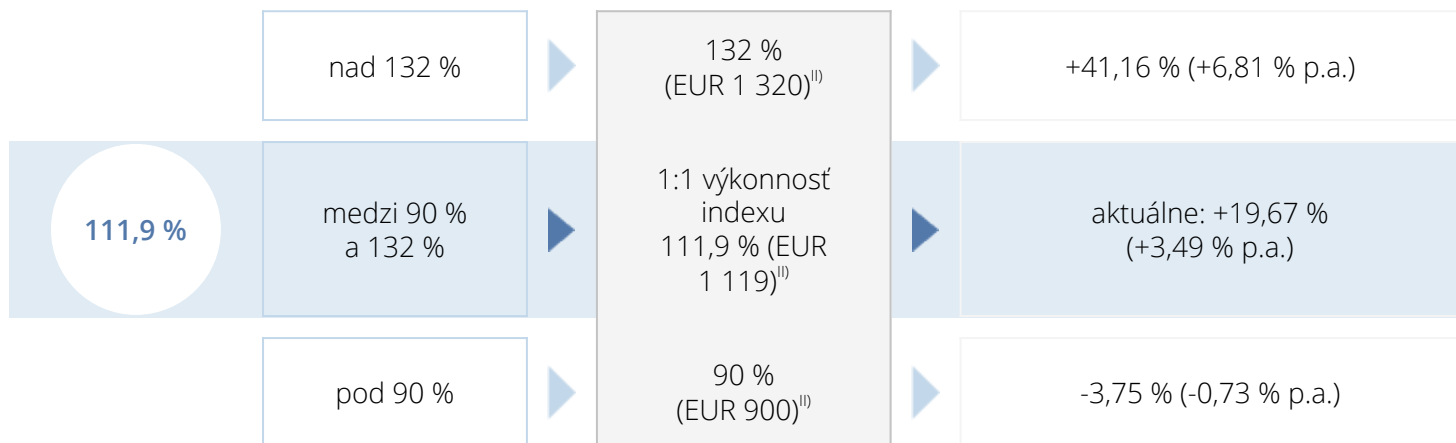 nad 132 %
132 %
(EUR 1 320)II)
+41,16 % (+6,81 % p.a.)
111,9 %
medzi 90 %
a 132 %
1:1 výkonnosť
indexu
111,9 % (EUR
1 119)II)
aktuálne: +19,67 %
(+3,49 % p.a.)
pod 90 %
90 %
(EUR 900)II)
-3,75 % (-0,73 % p.a.)